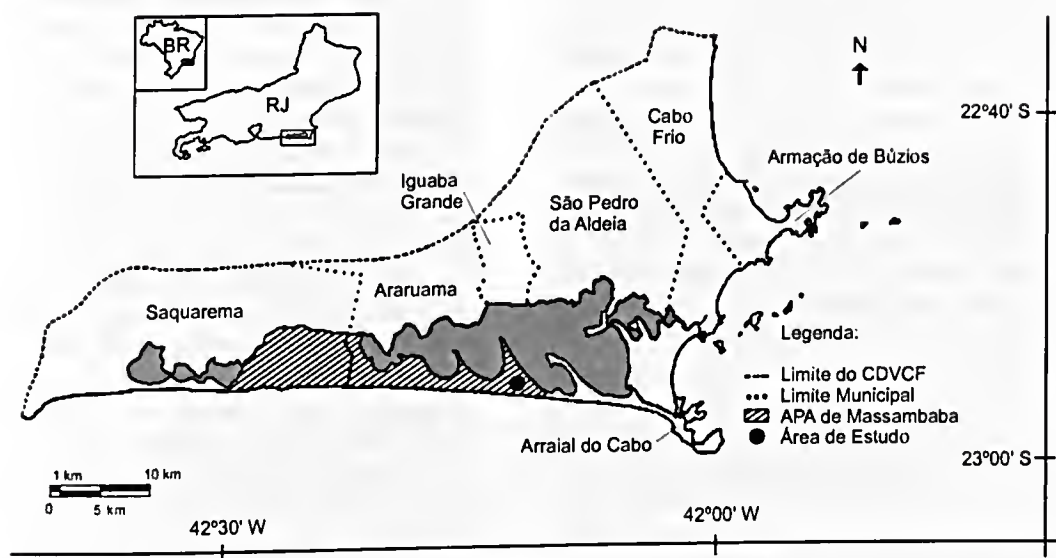 BR
RJ
N
22°40' S
Cabo
Frio
Armação de Búzios
Iguaba
Grande
São Pedro
da Aldeia
Saquarema
Araruama
Legenda:
Limite do CDVCF
Limite Municipal
APA de Massambaba
Área de Estudo
Arraial do Cabo
23°00' S
1 km 10 km
0 5 km
42°30' W
42°00' W